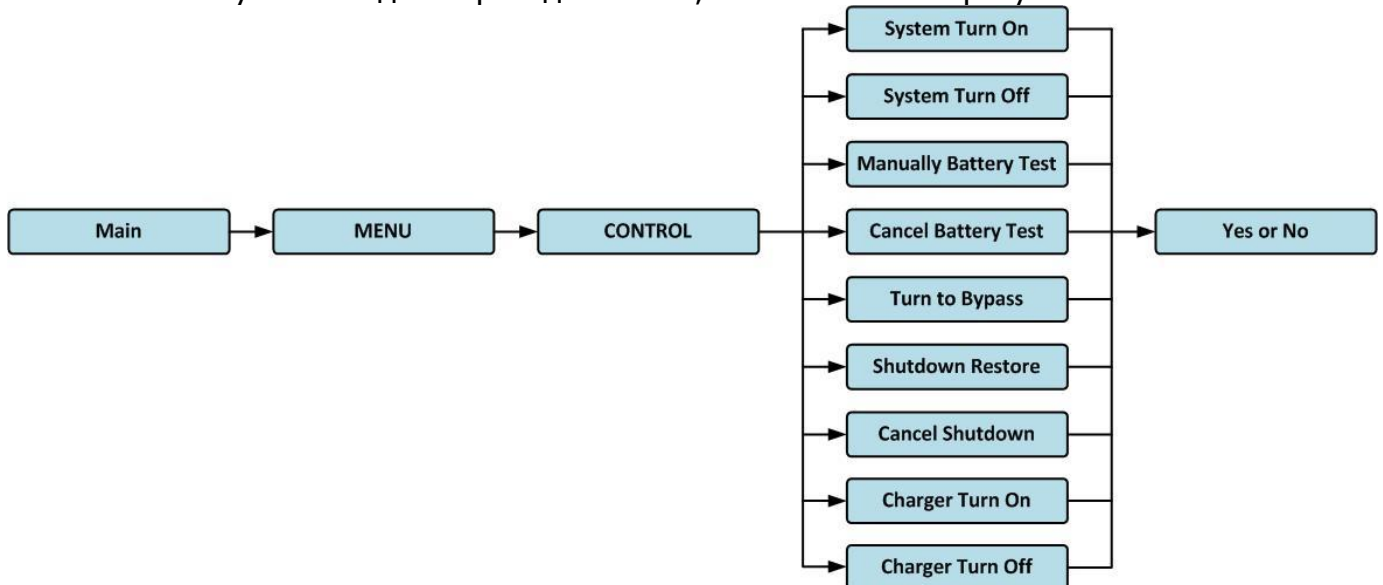 System Turn On
System Turn Off
Manually Battery Test
Main
MENU
CONTROL
Cancel Battery Test
Yes or No
Turn to Bypass
Shutdown Restore
Cancel Shutdown
Charger Turn On
Charger Turn Off